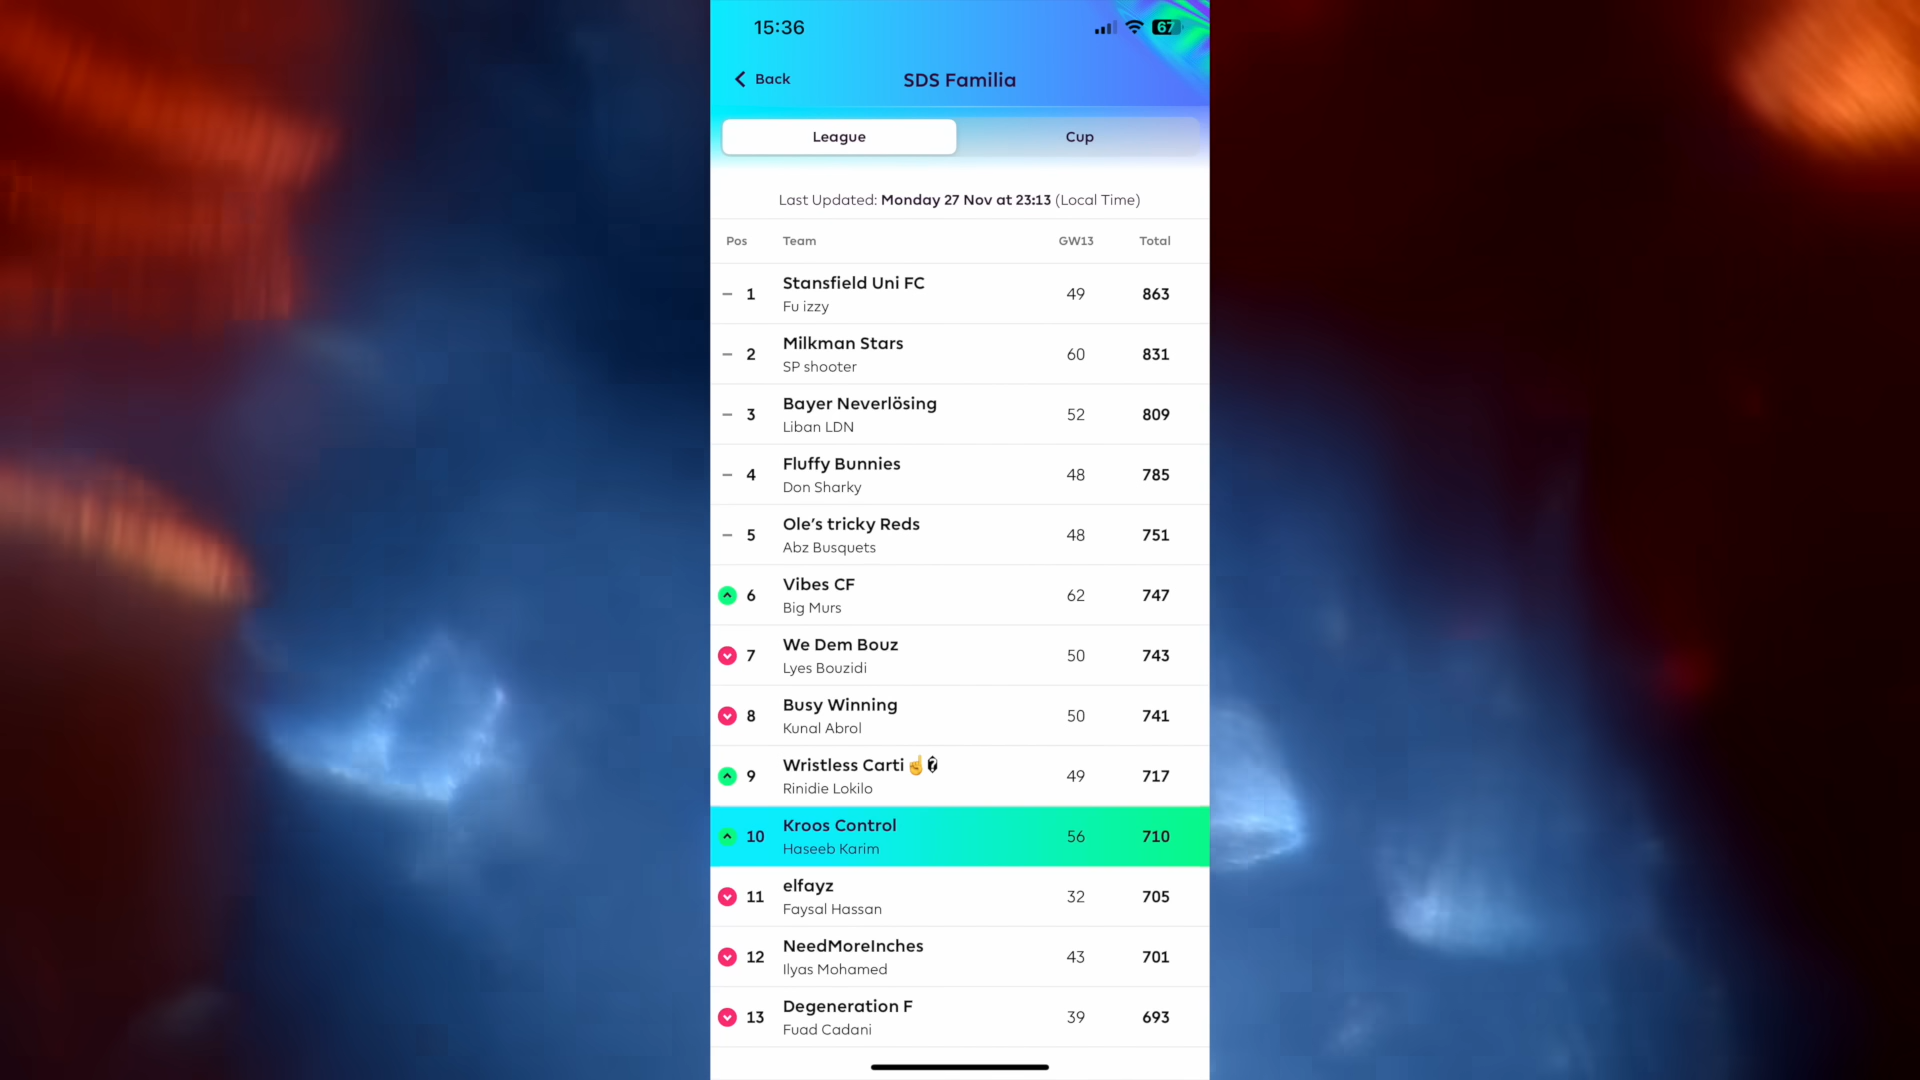 15:36
67
Back
SDS Familia
League
Cup
Last Updated: Monday 27 Nov at 23:13 (Local Time)
Pos Team GW13 Total
1 Stansfield Uni FC 49 863
Fu izzy
2 Milkman Stars 60 831
SP shooter
3 Bayer Neverlösing 52 809
Liban LDN
4 Fluffy Bunnies 48 785
Don Sharky
5 Ole's tricky Reds 48 751
Abz Busquets
6 Vibes CF 62 747
Big Murs
7 We Dem Bouz 50 743
Lyes Bouzidi
8 Busy Winning 50 741
Kunal Abrol
9 Wristless Carti ☝️� 49 717
Rinidie Lokilo
10 Kroos Control 56 710
Haseeb Karim
11 elfayz 32 705
Faysal Hassan
12 NeedMoreInches 43 701
Ilyas Mohamed
13 Degeneration F 39 693
Fuad Cadani